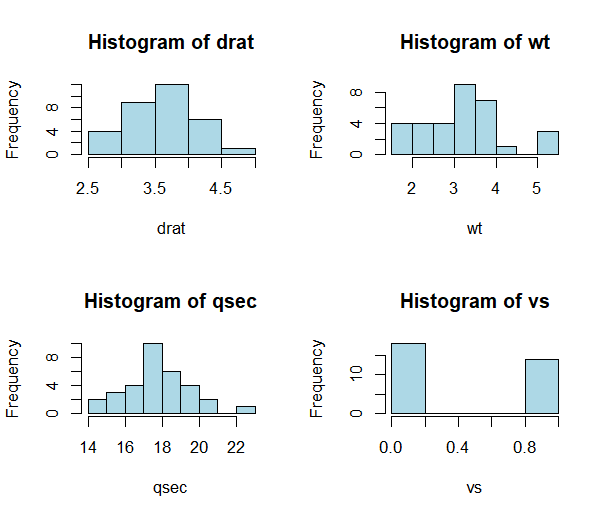 Histogram of drat
Frequency
4 8
2.5 3.5 4.5
drat
Histogram of wt
Frequency
0 4 8
2 3 4 5
wt
Histogram of qsec
Frequency
0 4 8
14 16 18 20 22
qsec
Histogram of vs
Frequency
0 10
0.0 0.4 0.8
vs